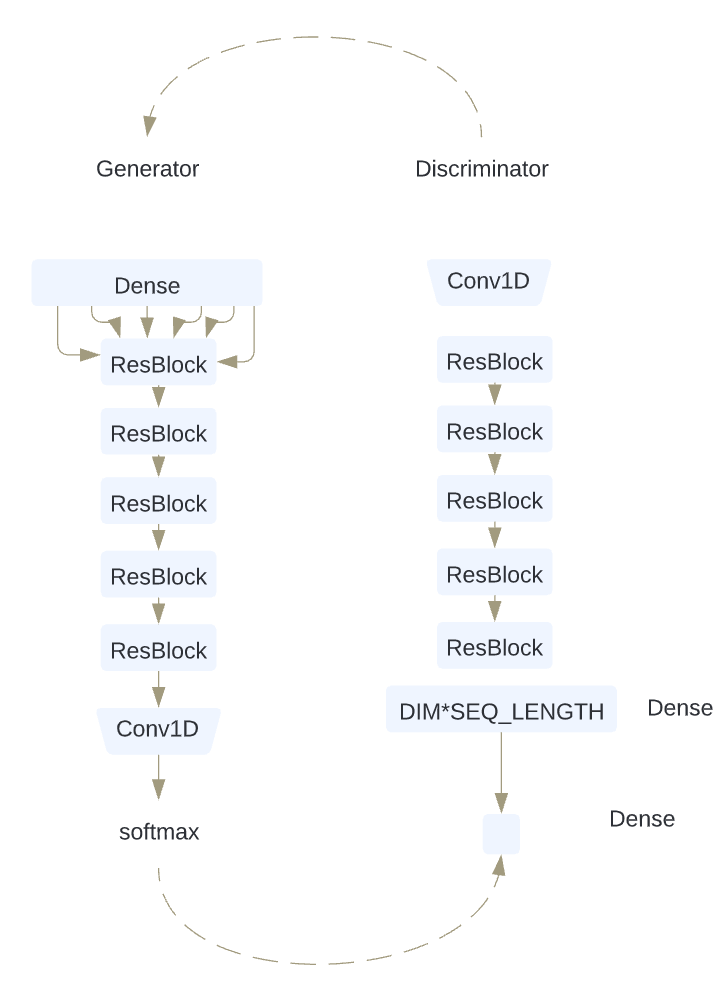 Generator
Discriminator
Dense
Conv1D
ResBlock
ResBlock
ResBlock
ResBlock
ResBlock
ResBlock
ResBlock
ResBlock
ResBlock
ResBlock
DIM*SEQ_LENGTH
Dense
Conv1D
Dense
softmax